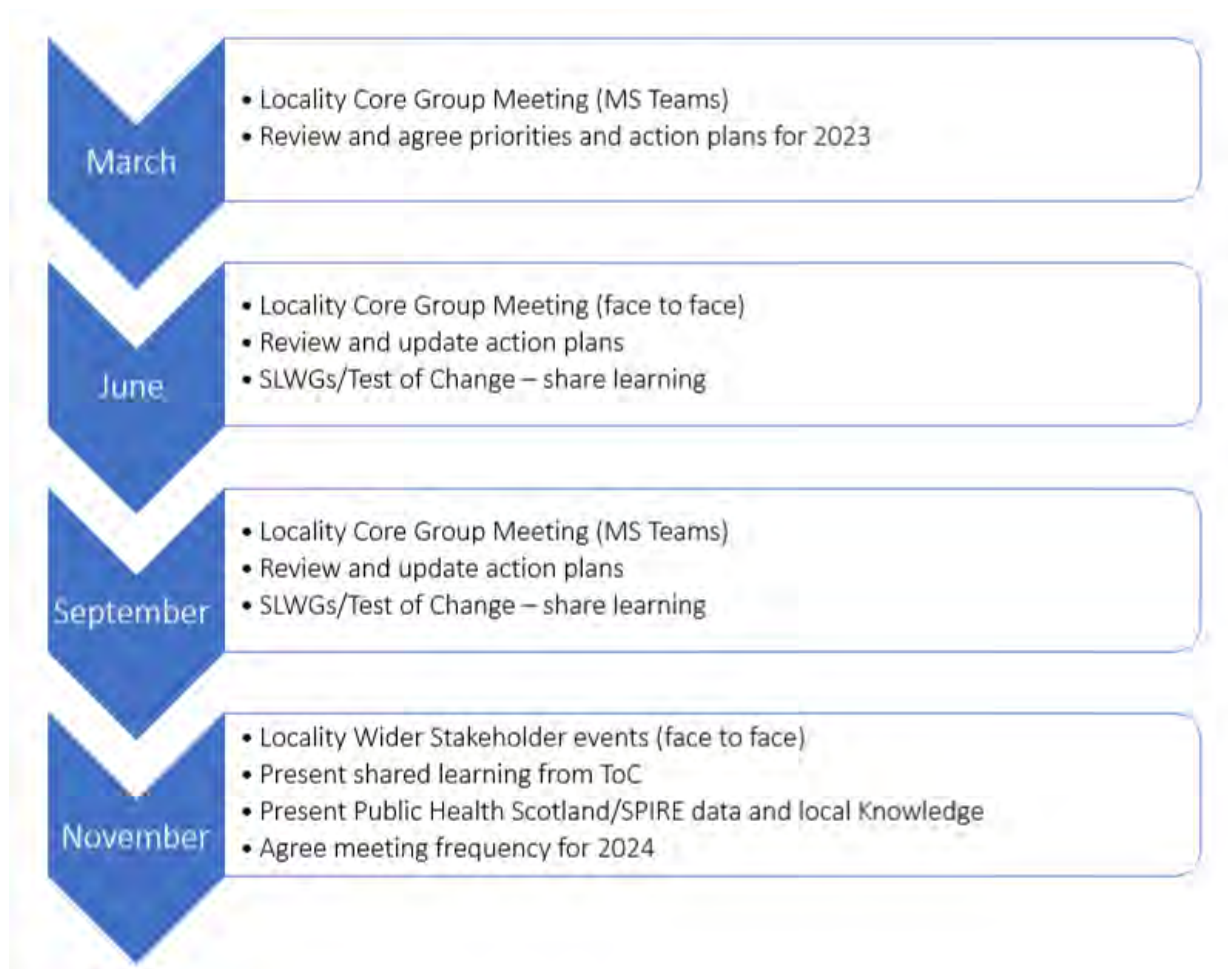 March
• Locality Core Group Meeting (MS Teams)
• Review and agree priorities and action plans for 2023
June
• Locality Core Group Meeting (face to face)
• Review and update action plans
• SLWGs/Test of Change – share learning
September
• Locality Core Group Meeting (MS Teams)
• Review and update action plans
• SLWGs/Test of Change – share learning
November
• Locality Wider Stakeholder events (face to face)
• Present shared learning from ToC
• Present Public Health Scotland/SPIRE data and local Knowledge
• Agree meeting frequency for 2024